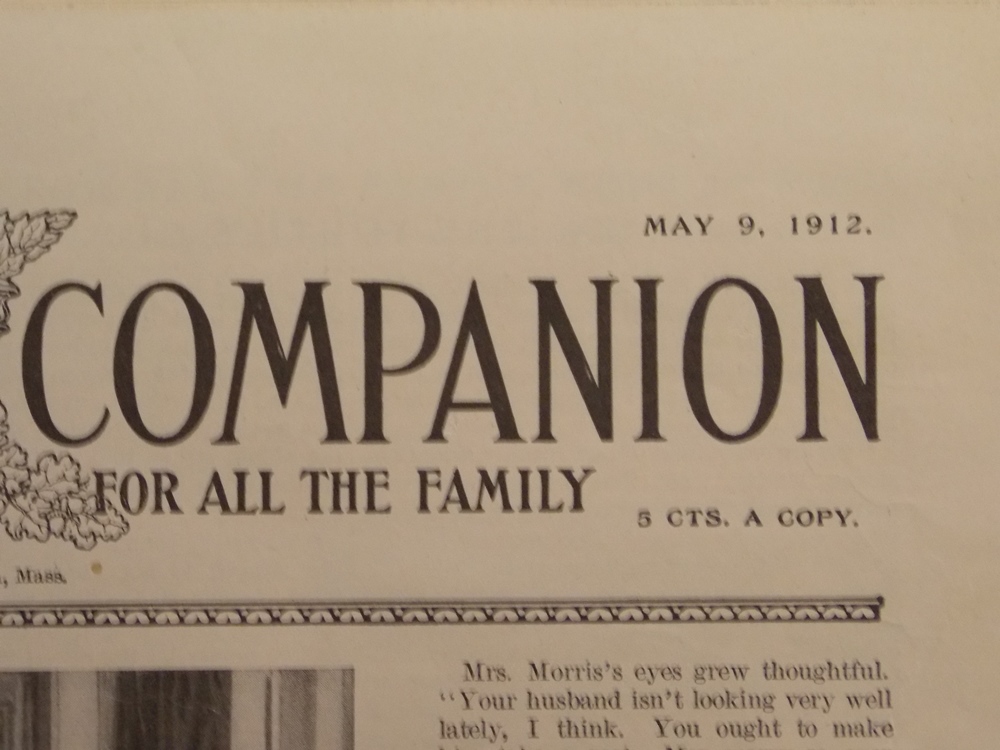 MAY 9, 1912.
COMPANION
FOR ALL THE FAMILY
5 CTS. A COPY.
, Mass.
Mrs. Morris's eyes grew thoughtful.
"Your husband isn't looking very well
lately, I think. You ought to make